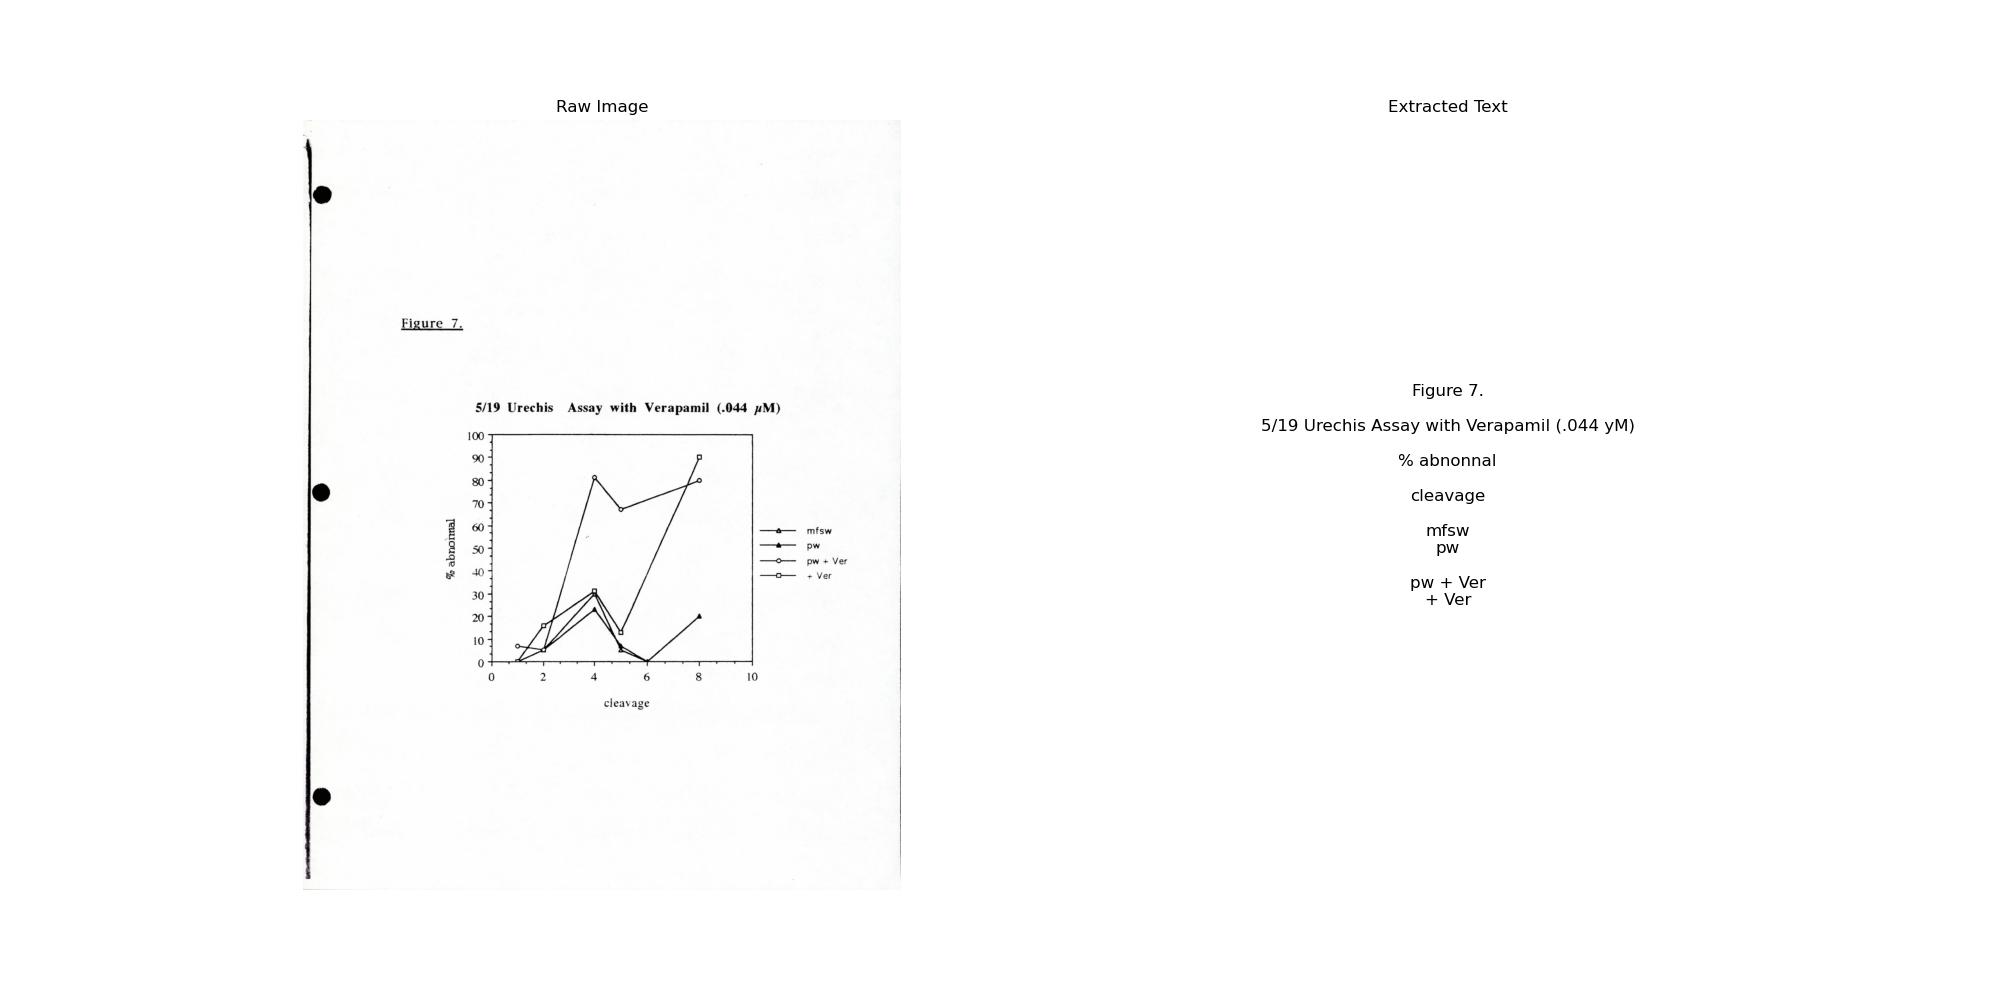 Raw Image
Figure 7.
5/19 Urechis Assay with Verapamil (.044 µM)
100
90
80
70
60
50
40
30
20
10
0
% abnormal
0 2 4 6 8 10
cleavage
mfsw
pw
pw + Ver
+ Ver
Extracted Text
Figure 7.
5/19 Urechis Assay with Verapamil (.044 yM)
% abnonnal
cleavage
mfsw
pw
pw + Ver
+ Ver